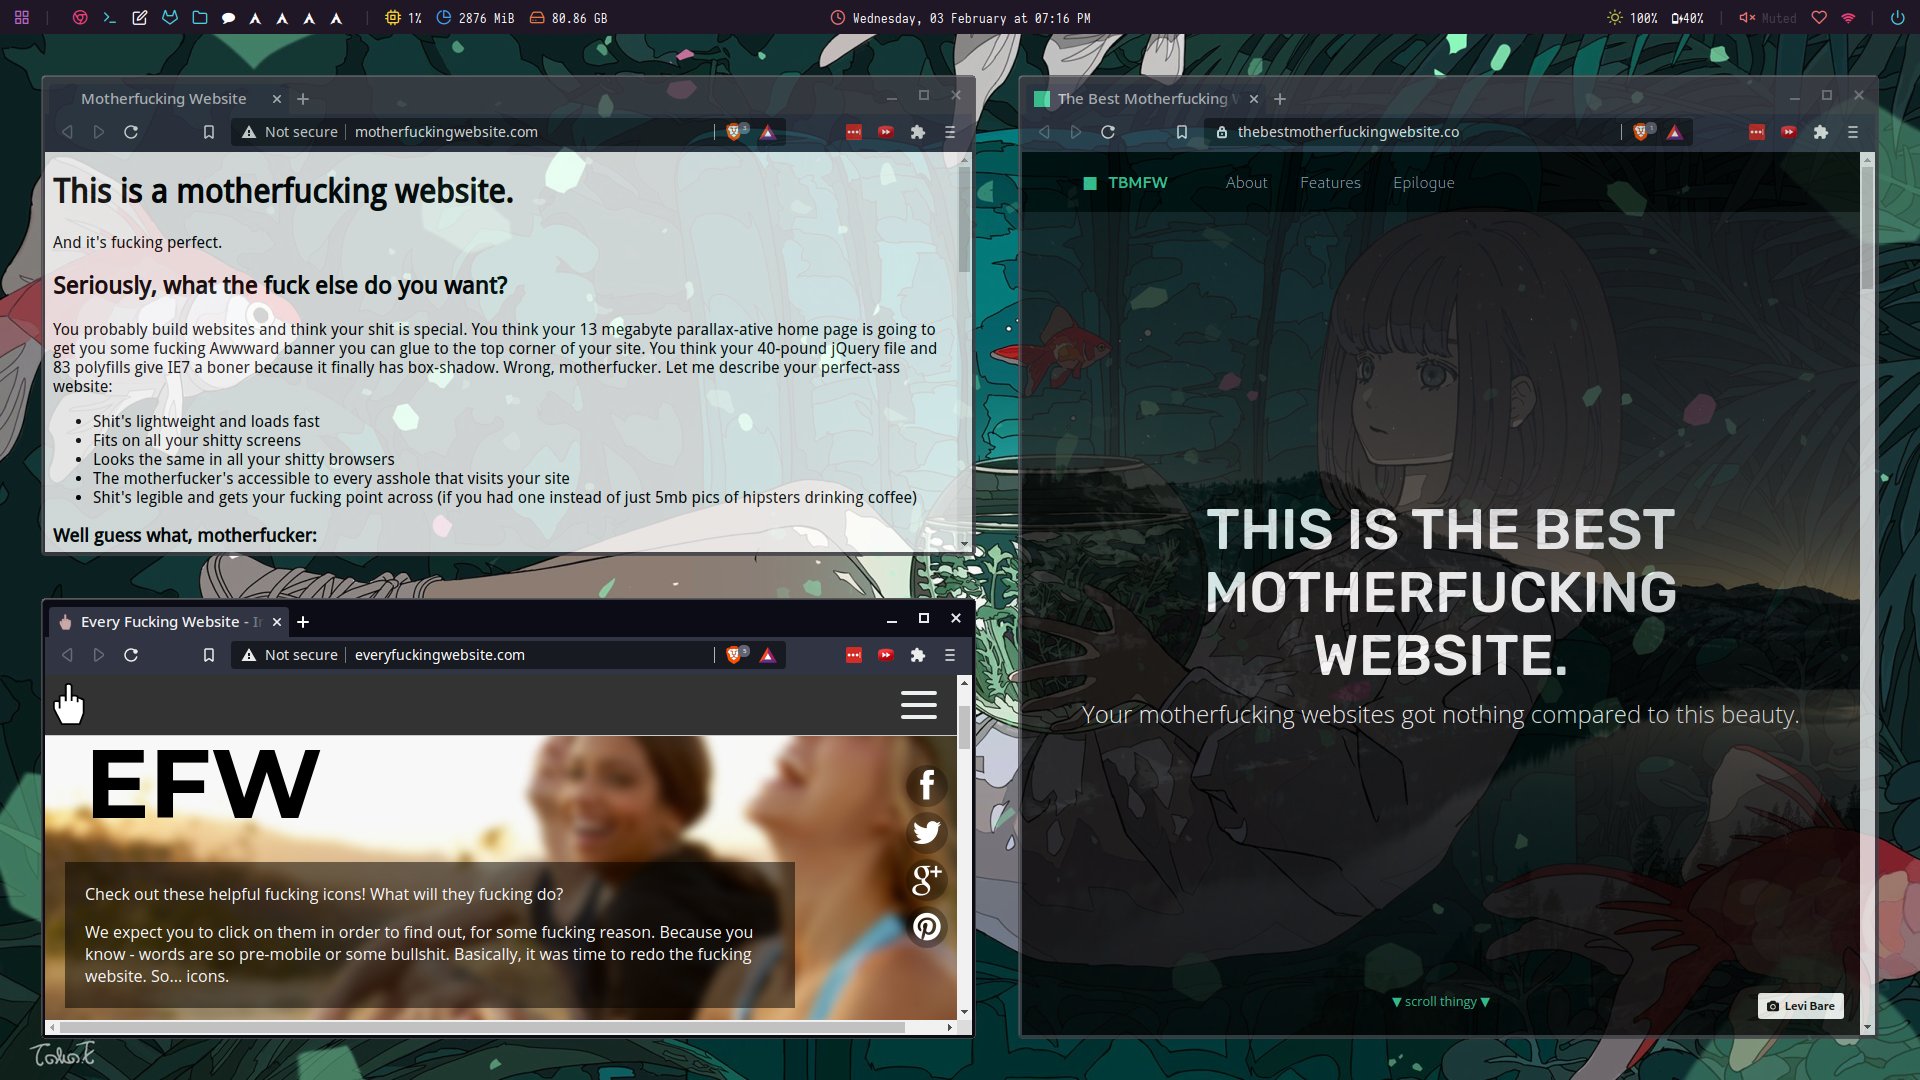 1%
2876 MiB
80.86 GB
Wednesday, 03 February at 07:16 PM
100%
40%
Muted
Motherfucking Website
Not secure
motherfuckingwebsite.com
This is a motherfucking website.
And it's fucking perfect.
Seriously, what the fuck else do you want?
You probably build websites and think your shit is special. You think your 13 megabyte parallax-ative home page is going to
get you some fucking Awwward banner you can glue to the top corner of your site. You think your 40-pound jQuery file and
83 polyfills give IE7 a boner because it finally has box-shadow. Wrong, motherfucker. Let me describe your perfect-ass
website:
• Shit's lightweight and loads fast
• Fits on all your shitty screens
• Looks the same in all your shitty browsers
• The motherfucker's accessible to every asshole that visits your site
• Shit's legible and gets your fucking point across (if you had one instead of just 5mb pics of hipsters drinking coffee)
Well guess what, motherfucker:
Every Fucking Website -
Not secure
everyfuckingwebsite.com
EFW
Check out these helpful fucking icons! What will they fucking do?
We expect you to click on them in order to find out, for some fucking reason. Because you
know - words are so pre-mobile or some bullshit. Basically, it was time to redo the fucking
website. So... icons.
The Best Motherfucking
thebestmotherfuckingwebsite.co
TBMFW
About
Features
Epilogue
THIS IS THE BEST
MOTHERFUCKING
WEBSITE.
Your motherfucking websites got nothing compared to this beauty.
▼ scroll thingy ▼
Levi Bare